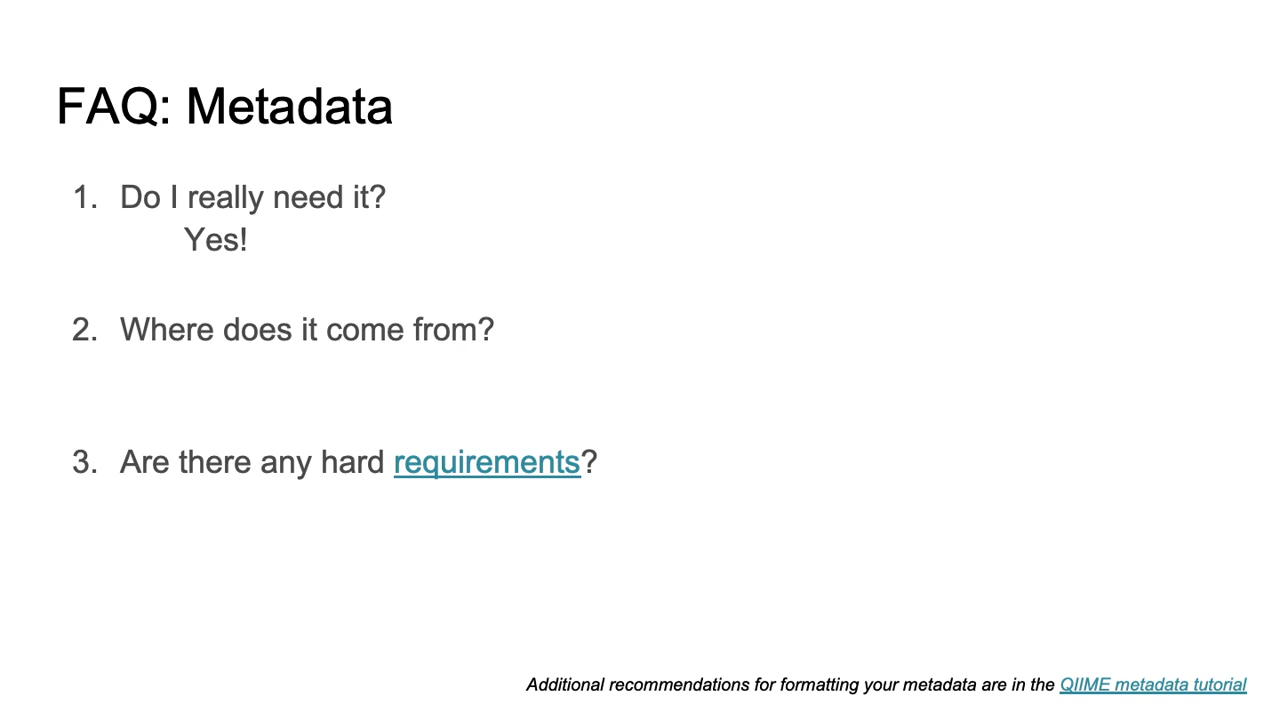 FAQ: Metadata
1. Do I really need it?
Yes!
2. Where does it come from?
3. Are there any hard requirements?
Additional recommendations for formatting your metadata are in the QIIME metadata tutorial